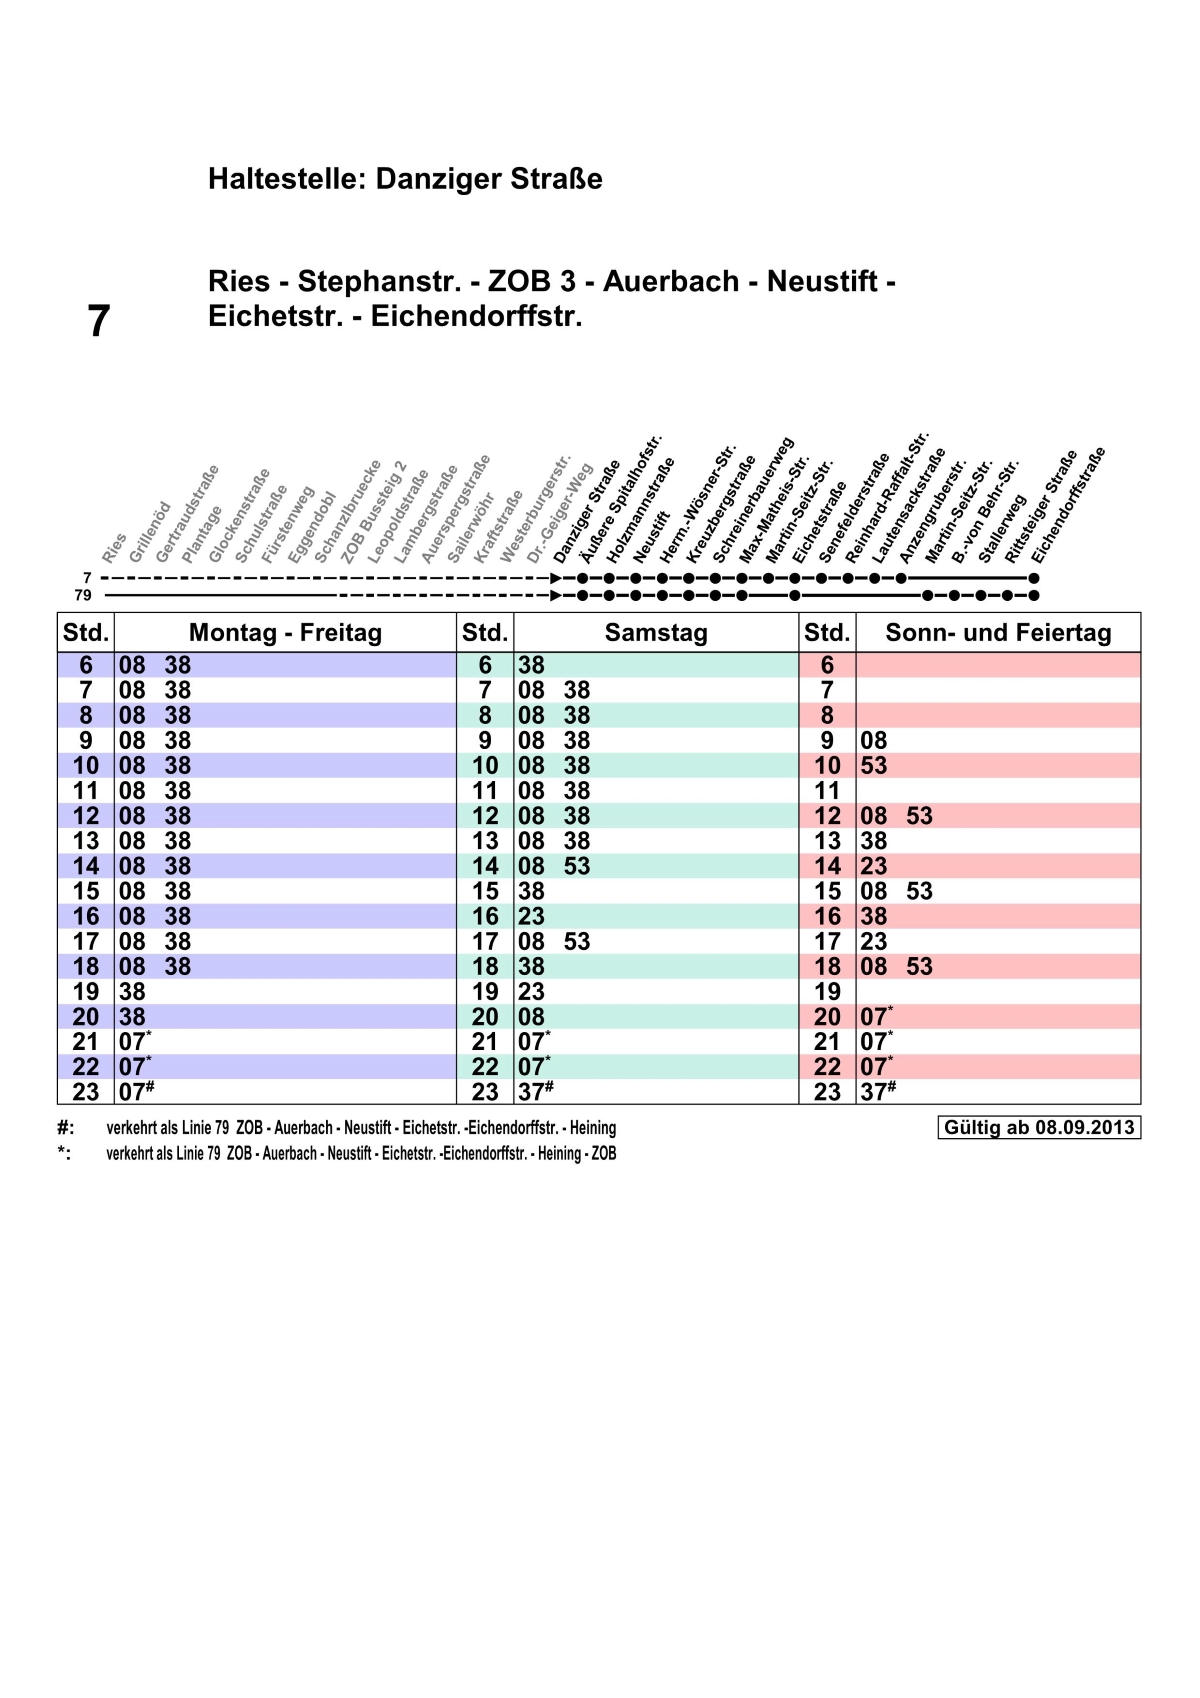 Haltestelle: Danziger Straße
Ries - Stephanstr. - ZOB 3 - Auerbach - Neustift -
7
Eichetstr. - Eichendorffstr.
Ries
Grillenöd
Gertraudstraße
Plantage
Glockenstraße
Schulstraße
Fürstenweg
Eggendobl
Schanzlbruecke
ZOB Bussteig 2
Leopoldstraße
Lambergstraße
Auerspergstraße
Sailerwöhr
Kraftstraße
Westerburgerstr.
Dr.-Geiger-Weg
Danziger Straße
Äußere Spitalhofstr.
Holzmannstraße
Neustift
Herm.-Wösner-Str.
Kreuzbergstraße
Schreinerbauerweg
Max-Matheis-Str.
Martin-Seitz-Str.
Eichetstraße
Senefelderstraße
Reinhard-Raffalt-Str.
Lautensackstraße
Anzengruberstr.
Martin-Seitz-Str.
B.-von Behr-Str.
Stallerweg
Rittsteiger Straße
Eichendorffstraße
7
79
Std. Montag - Freitag Std. Samstag Std. Sonn- und Feiertag
6 08 38 6 38 6
7 08 38 7 08 38 7
8 08 38 8 08 38 8
9 08 38 9 08 38 9 08
10 08 38 10 08 38 10 53
11 08 38 11 08 38 11
12 08 38 12 08 38 12 08 53
13 08 38 13 08 38 13 38
14 08 38 14 08 53 14 23
15 08 38 15 38 15 08 53
16 08 38 16 23 16 38
17 08 38 17 08 53 17 23
18 08 38 18 38 18 08 53
19 38 19 23 19
20 38 20 08 20 07*
21 07* 21 07* 21 07*
22 07* 22 07* 22 07*
23 07# 23 37# 23 37#
#: verkehrt als Linie 79 ZOB - Auerbach - Neustift - Eichetstr. -Eichendorffstr. - Heining
Gültig ab 08.09.2013
*: verkehrt als Linie 79 ZOB - Auerbach - Neustift - Eichetstr. -Eichendorffstr. - Heining - ZOB